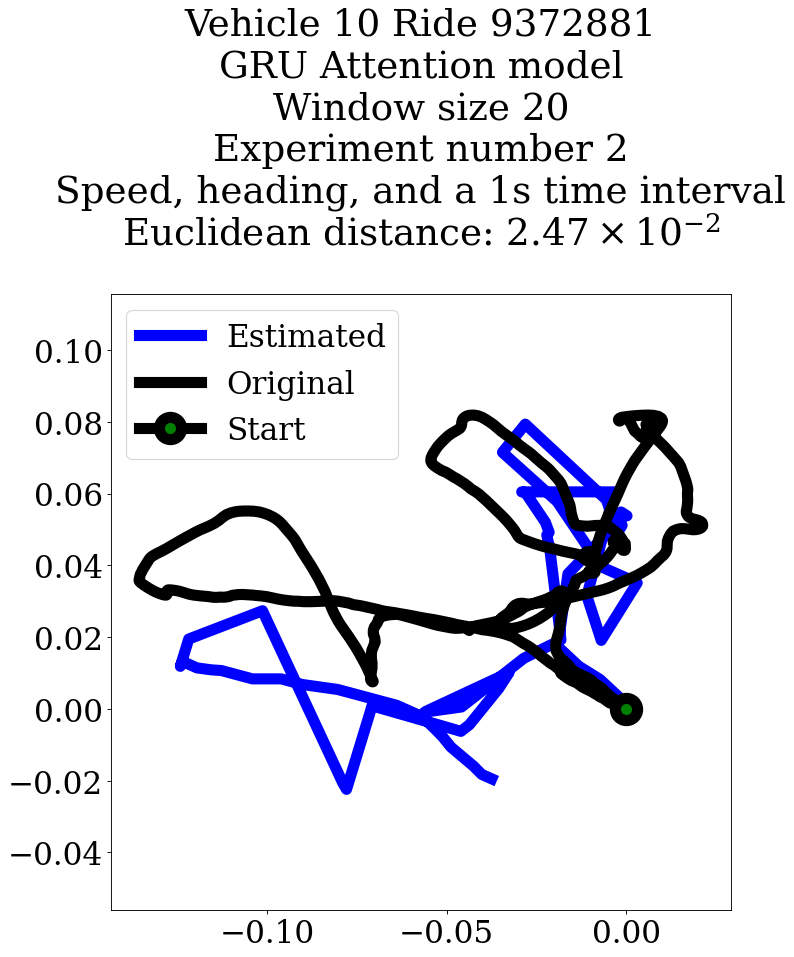 Vehicle 10 Ride 9372881
GRU Attention model
Window size 20
Experiment number 2
Speed, heading, and a 1s time interval
Euclidean distance: 2.47 × 10⁻²
Estimated
Original
Start
0.10
0.08
0.06
0.04
0.02
0.00
−0.02
−0.04
−0.10 −0.05 0.00